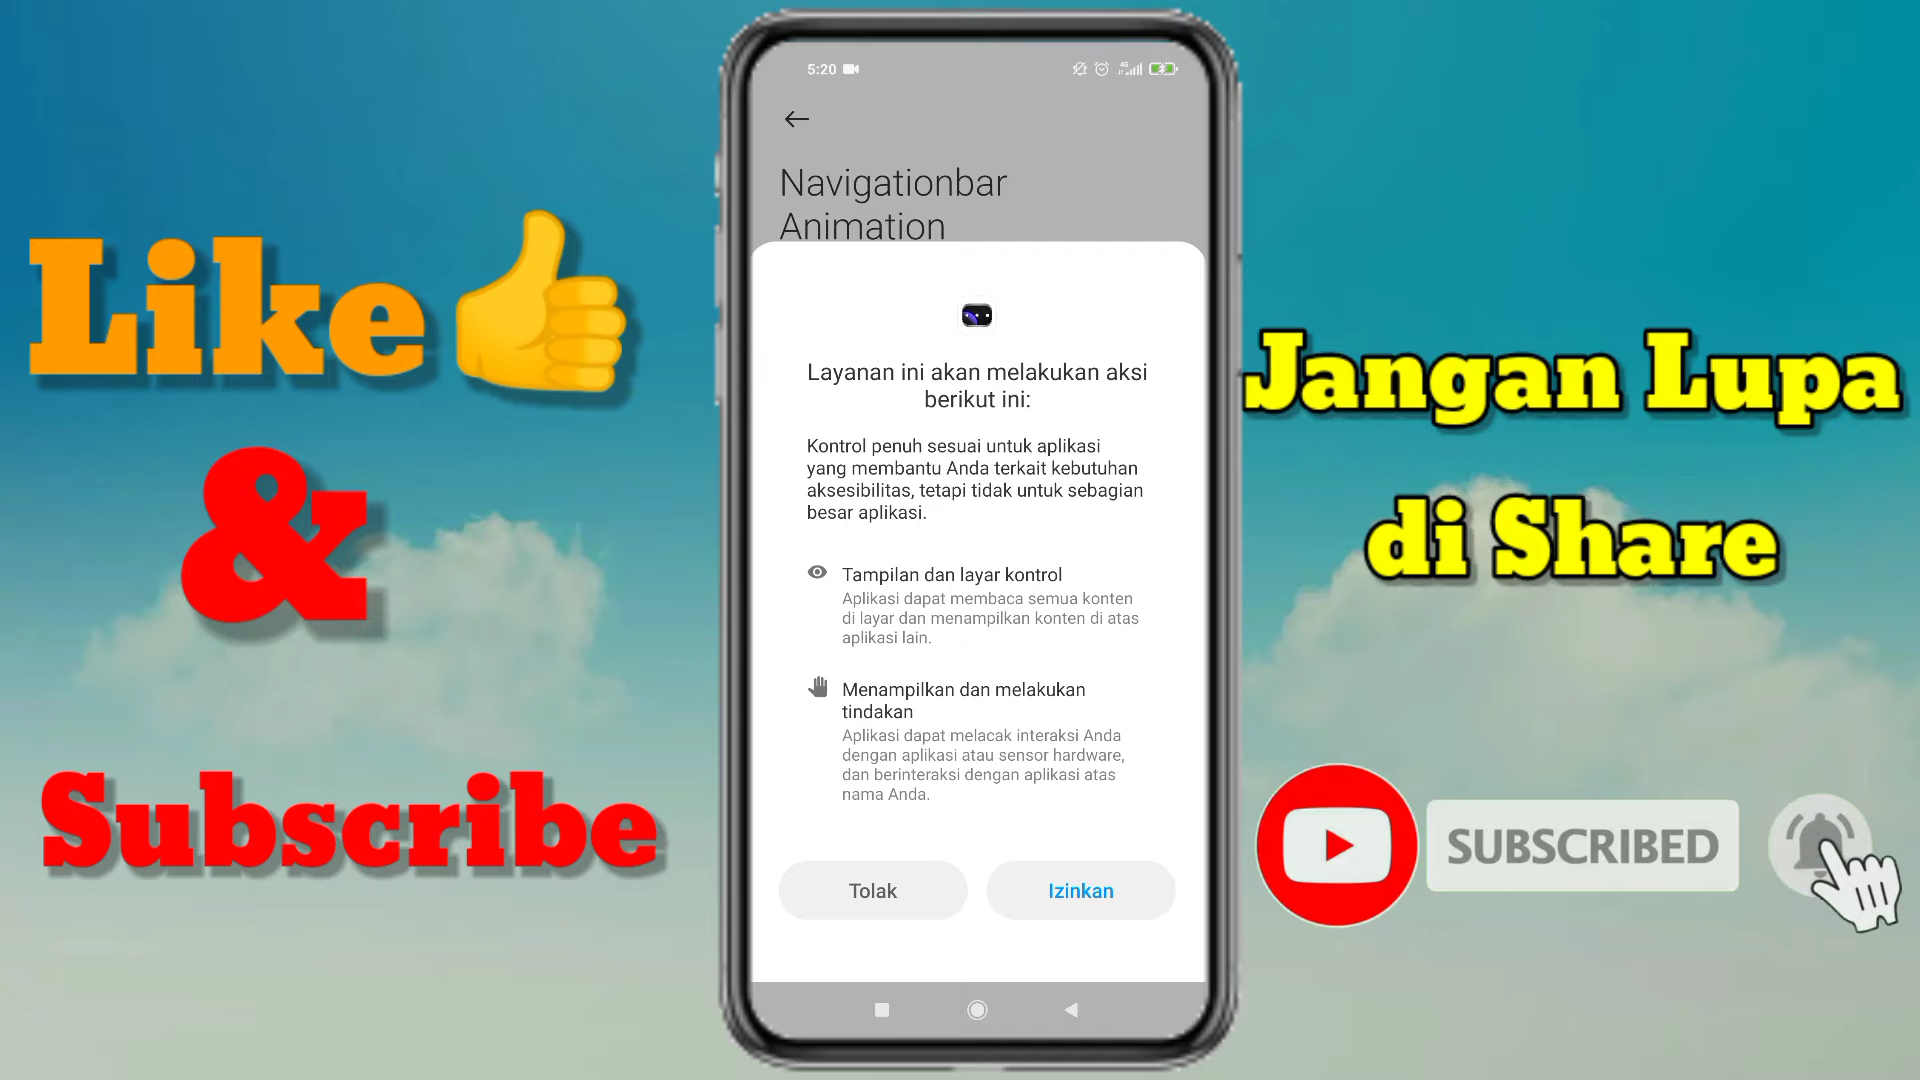 Like
&
Subscribe
5:20
4G
Navigationbar
Animation
Layanan ini akan melakukan aksi
berikut ini:
Kontrol penuh sesuai untuk aplikasi
yang membantu Anda terkait kebutuhan
aksesibilitas, tetapi tidak untuk sebagian
besar aplikasi.
Tampilan dan layar kontrol
Aplikasi dapat membaca semua konten
di layar dan menampilkan konten di atas
aplikasi lain.
Menampilkan dan melakukan
tindakan
Aplikasi dapat melacak interaksi Anda
dengan aplikasi atau sensor hardware,
dan berinteraksi dengan aplikasi atas
nama Anda.
Tolak
Izinkan
Jangan Lupa
di Share
SUBSCRIBED